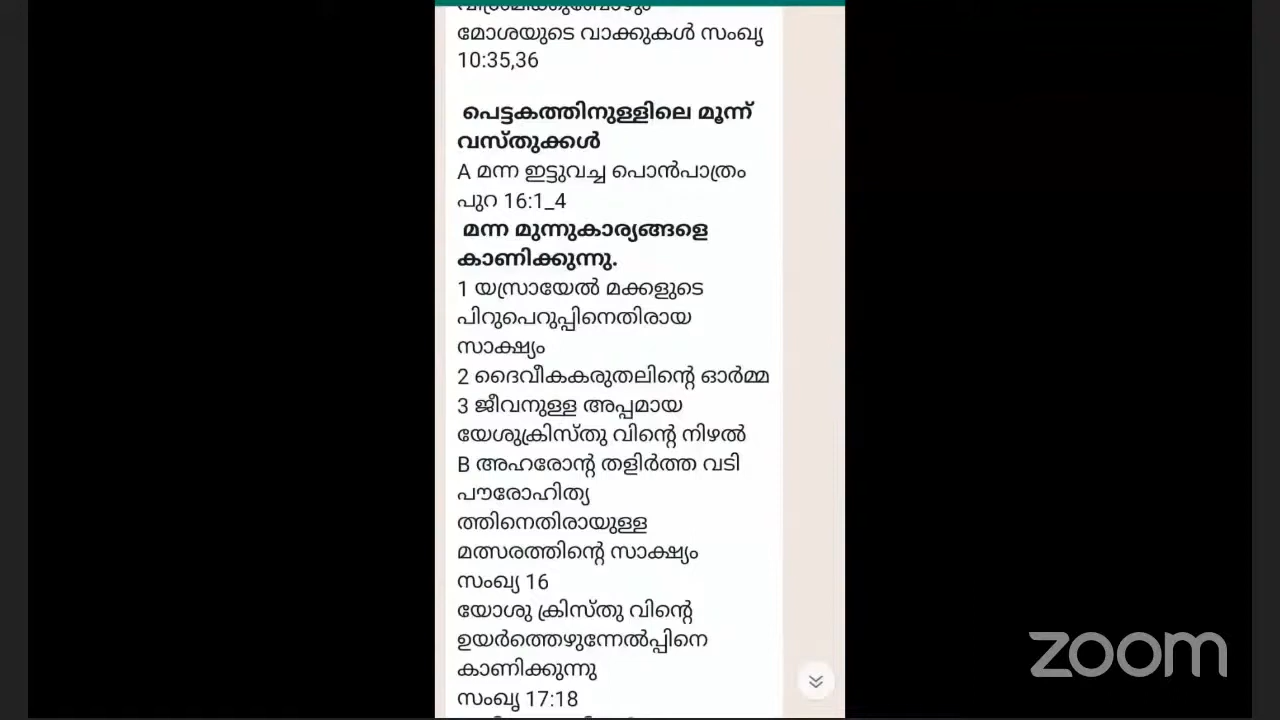 മോശയുടെ വാക്കുകൾ സംഖൃ
10:35,36
പെട്ടകത്തിനുള്ളിലെ മൂന്ന്
വസ്തുക്കൾ
A മന്ന ഇട്ടുവച്ച പൊൻപാത്രം
പുറ 16:1_4
മന്ന മുന്നുകാര്യങ്ങളെ
കാണിക്കുന്നു.
1 യസ്രായേൽ മക്കളുടെ
പിറുപെറുപ്പിനെതിരായ
സാക്ഷ്യം
2 ദൈവീകകരുതലിന്റെ ഓർമ്മ
3 ജീവനുള്ള അപ്പമായ
യേശുക്രിസ്തു വിന്റെ നിഴൽ
B അഹരോന്റ തളിർത്ത വടി
പൗരോഹിത്യ
ത്തിനെതിരായുള്ള
മത്സരത്തിന്റെ സാക്ഷ്യം
സംഖ്യ 16
യോശു ക്രിസ്തു വിന്റെ
ഉയർത്തെഴുന്നേൽപ്പിനെ
കാണിക്കുന്നു
സംഖൃ 17:18
zoom